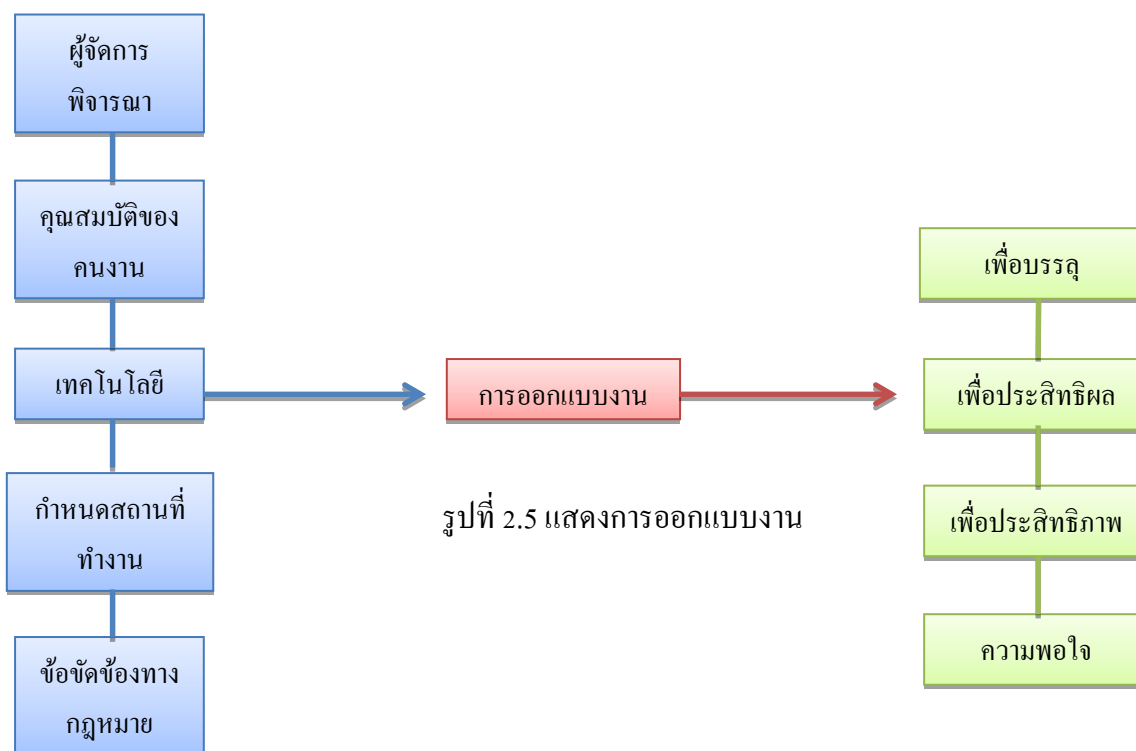 ผู้จัดการ
พิจารณา
คุณสมบัติของ
คนงาน
เทคโนโลยี
กำหนดสถานที่
ทำงาน
ข้อขัดข้องทาง
กฎหมาย
การออกแบบงาน
รูปที่ 2.5 แสดงการออกแบบงาน
เพื่อบรรลุ
เพื่อประสิทธิผล
เพื่อประสิทธิภาพ
ความพอใจ